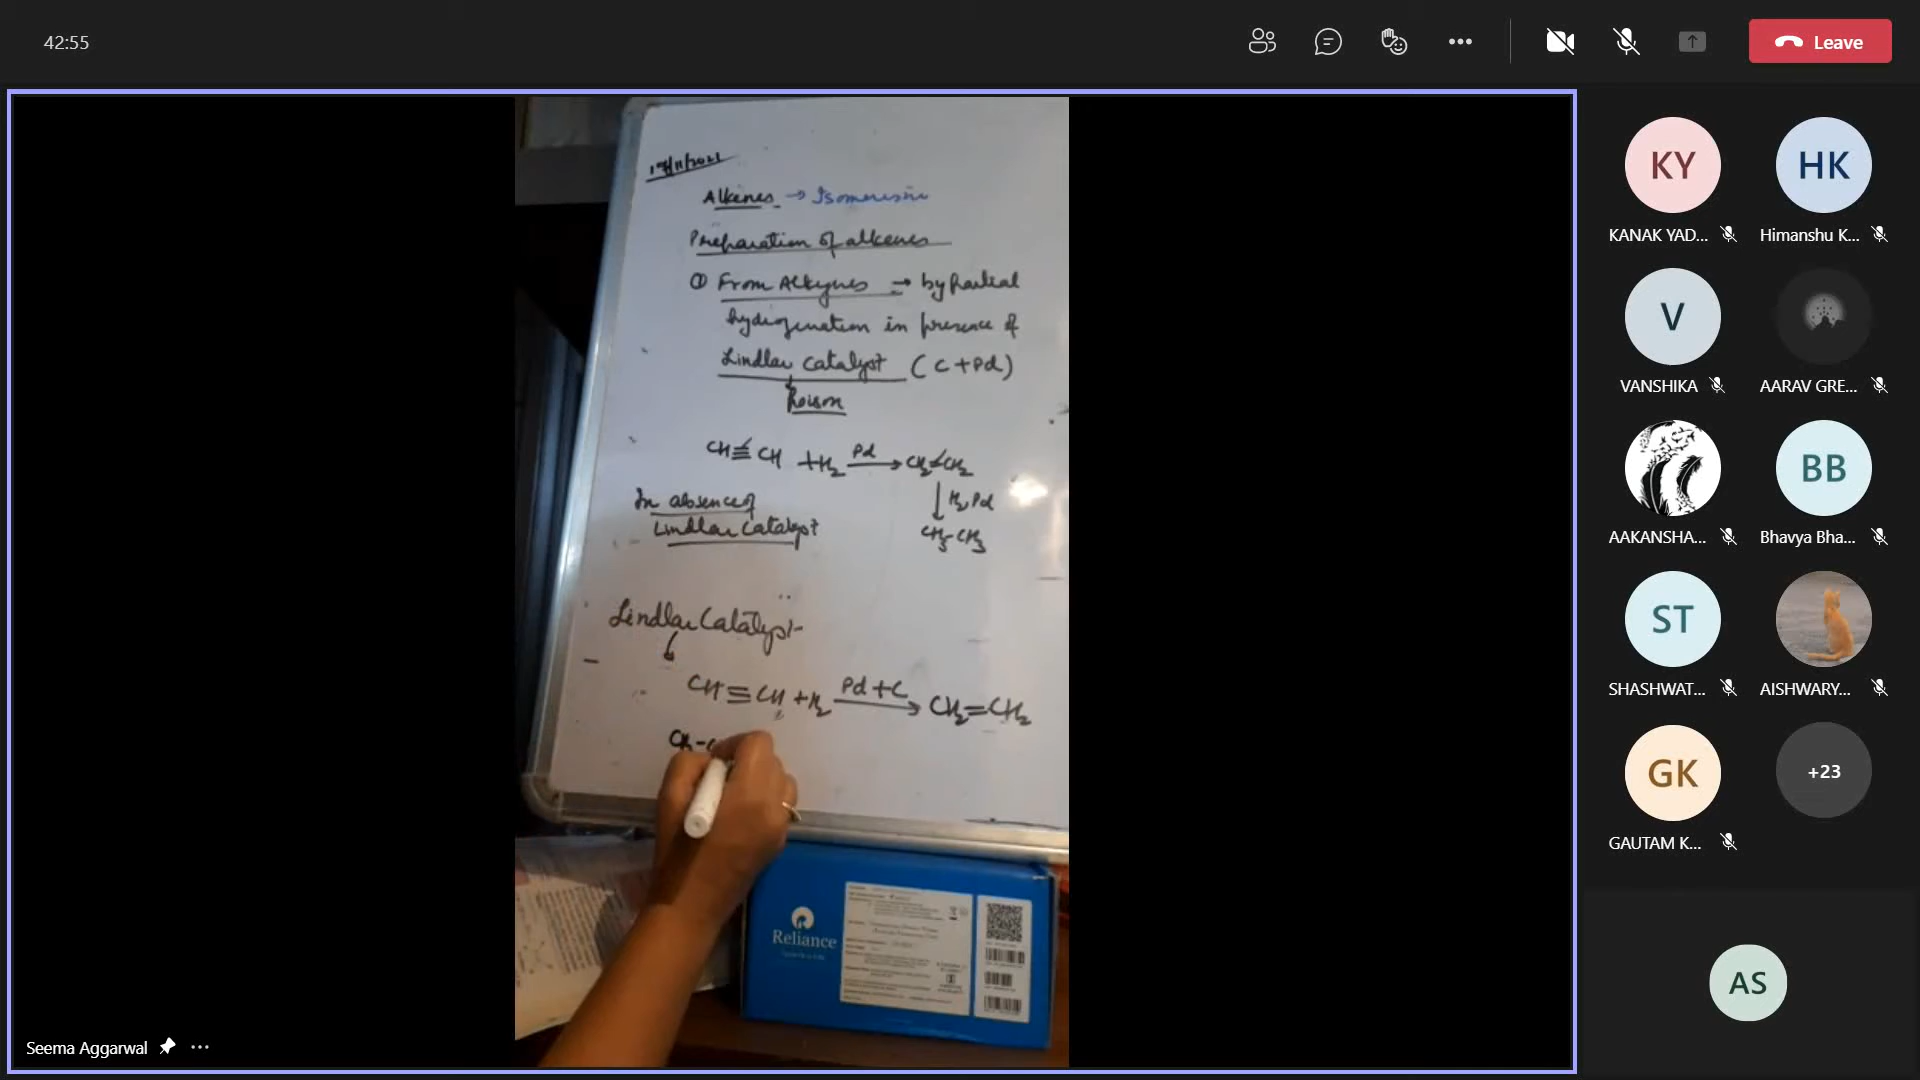 42:55
Leave
Alkenes → Isomerism
Preparation of alkenes
① From Alkynes → by partial
hydrogenation in presence of
Lindlar catalyst (C + Pd)
Poison
CH≡CH + H₂ Pd→ CH₂=CH₂
In absence of
↓ H₂, Pd
Lindlar Catalyst
CH₃-CH₃
Lindlar Catalyst:-
CH≡CH + H₂ Pd + C→ CH₂=CH₂
Reliance
Seema Aggarwal
KY
KANAK YAD...
HK
Himanshu K...
V
VANSHIKA
AARAV GRE...
AAKANSHA...
BB
Bhavya Bha...
ST
SHASHWAT...
AISHWARY...
GK
GAUTAM K...
+23
AS